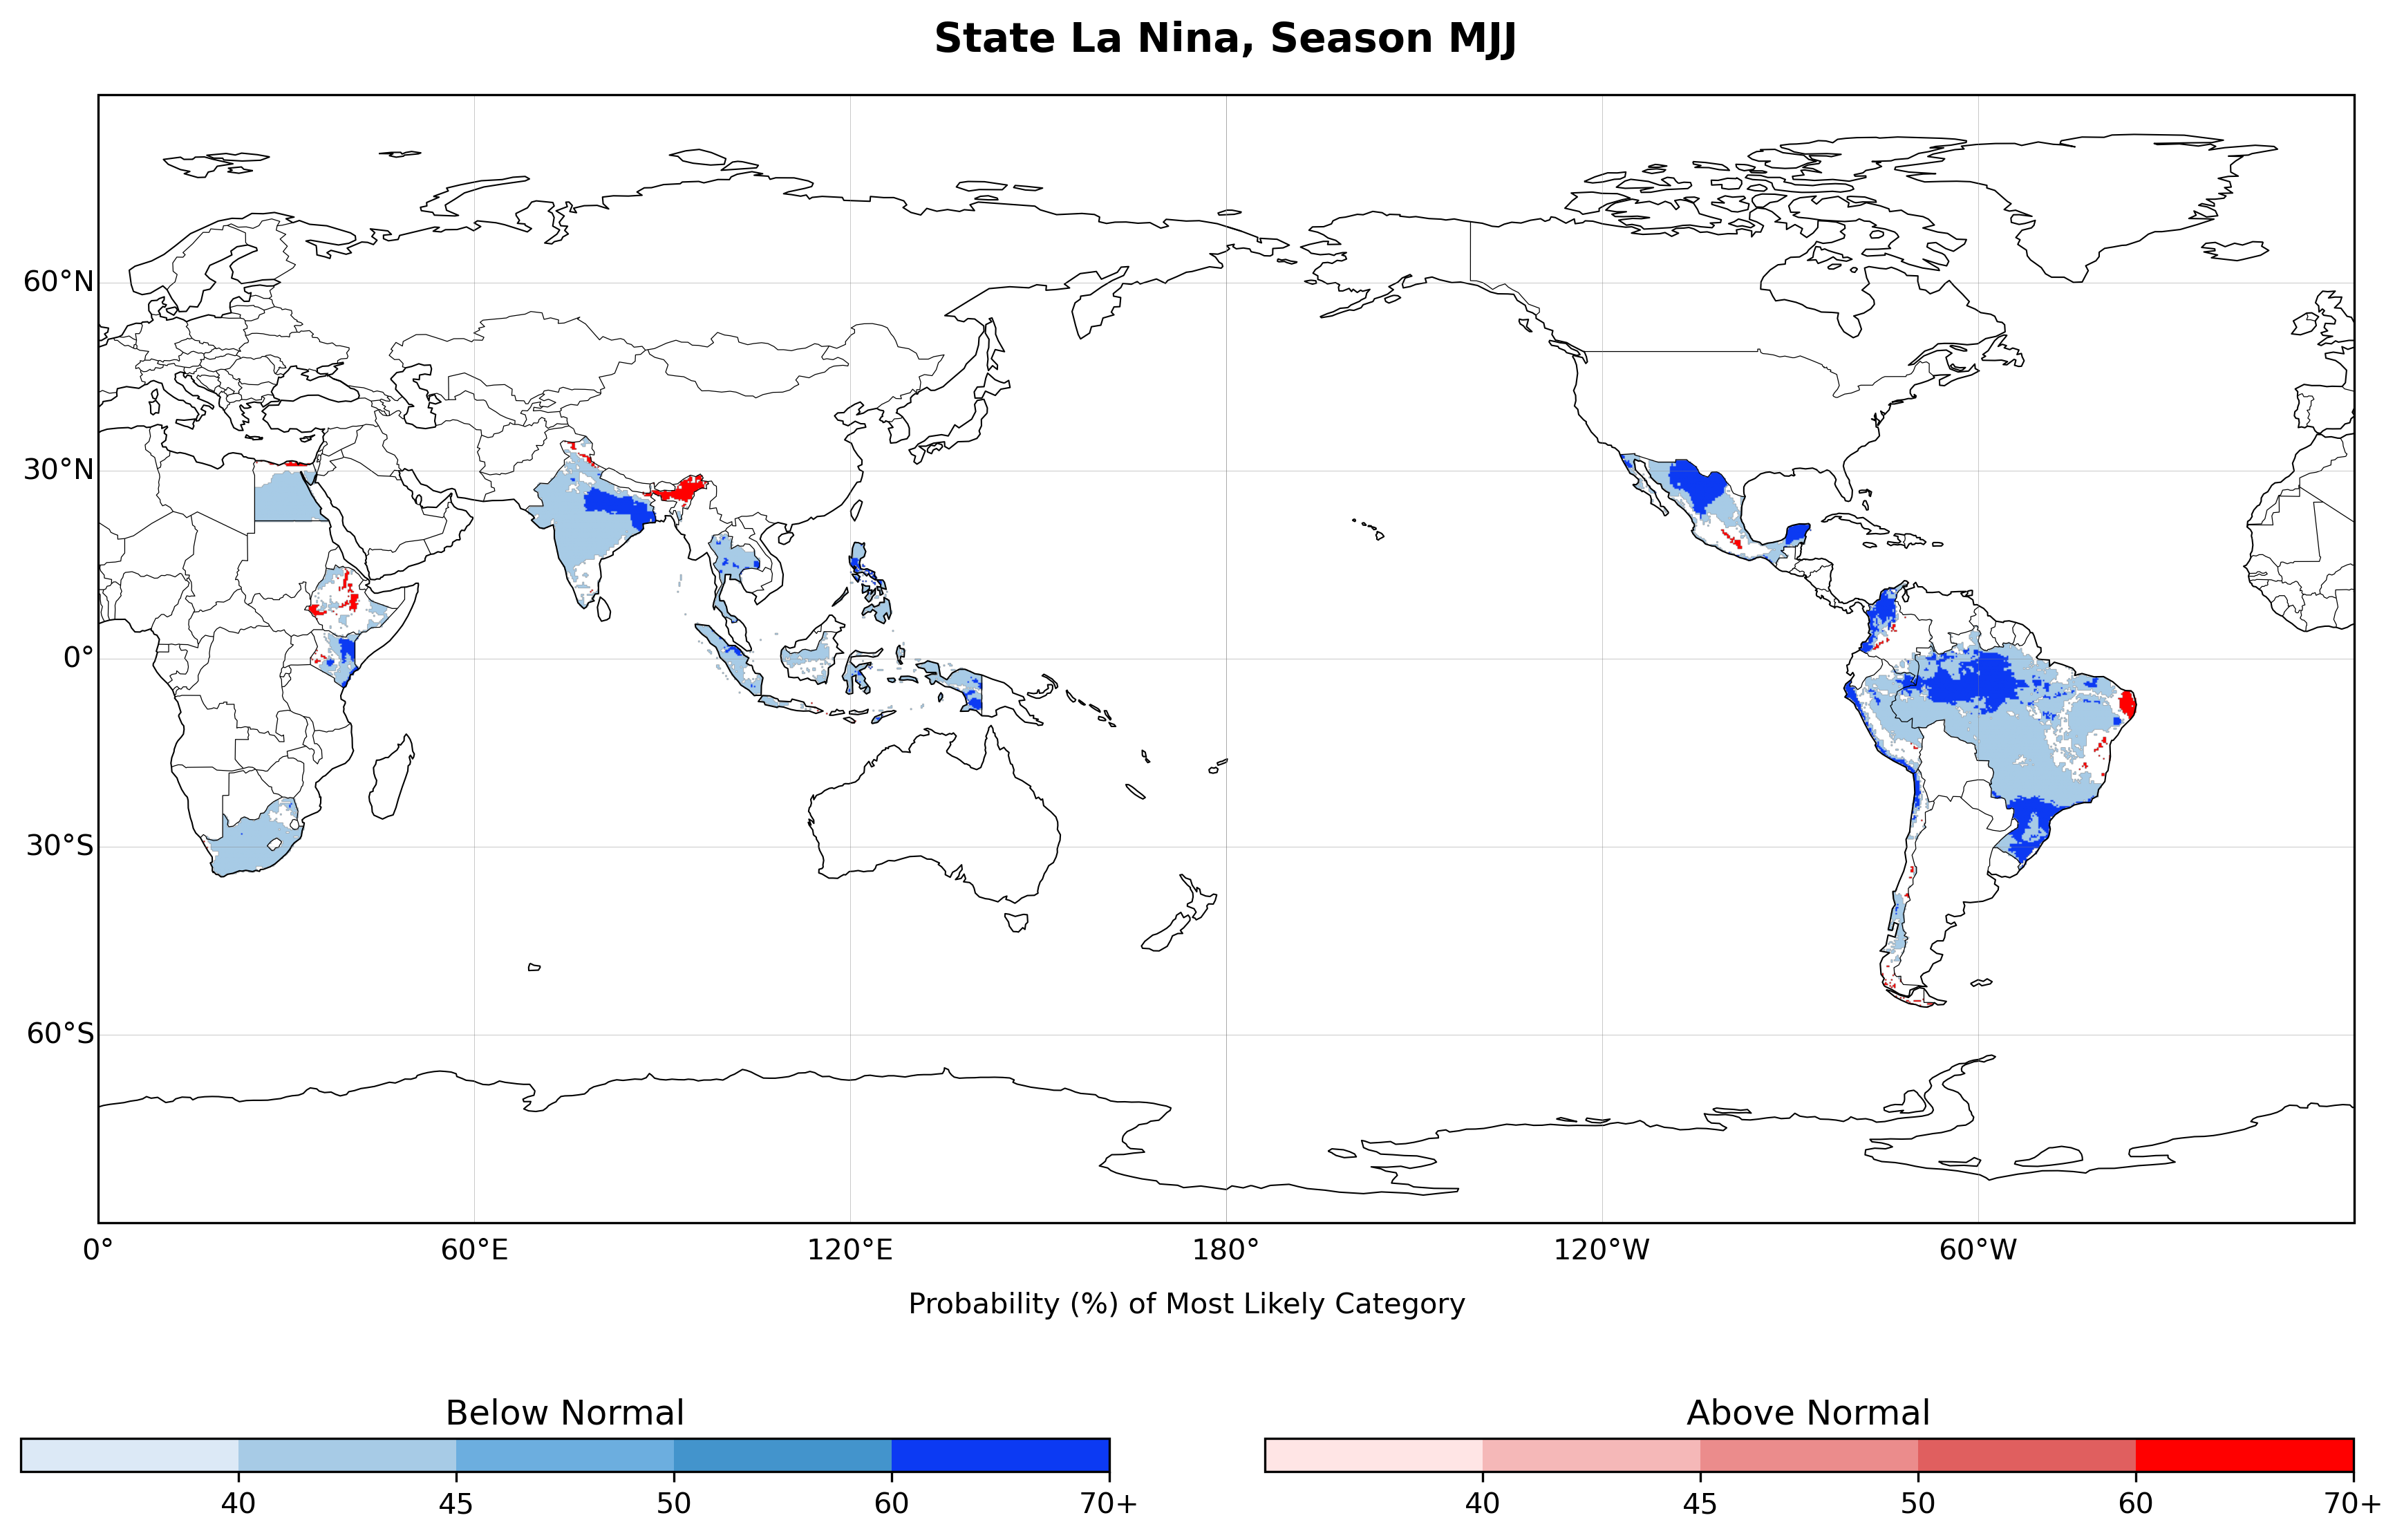 State La Nina, Season MJJ
60°N
30°N
0°
30°S
60°S
0°
60°E
120°E
180°
120°W
60°W
Probability (%) of Most Likely Category
Below Normal
40
45
50
60
70+
Above Normal
40
45
50
60
70+